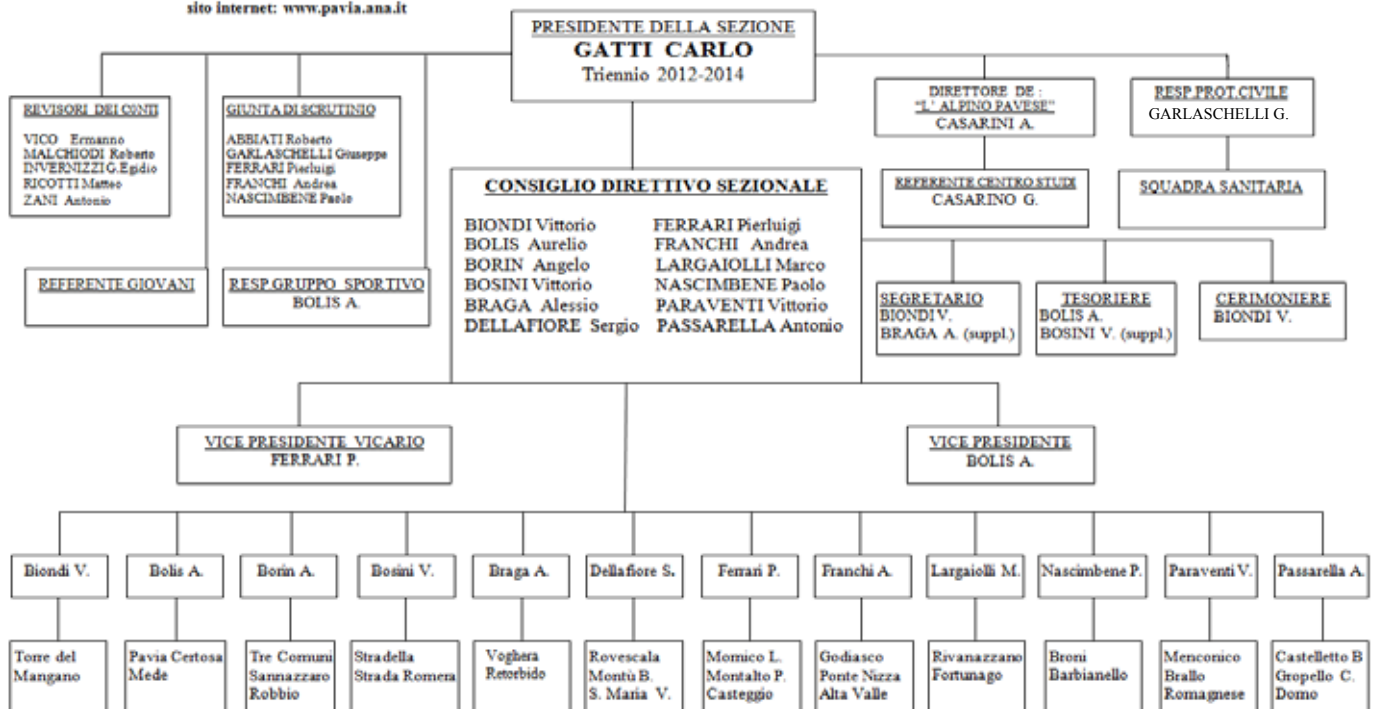 sito internet: www.pavia.ana.it
PRESIDENTE DELLA SEZIONE
GATTI CARLO
Triennio 2012-2014
REVISORI DEI CONTI
VICO Ermanno
MALCHIODI Roberto
INVERNIZZI G.Egidio
RICOTTI Matteo
ZANI Antonio
GIUNTA DI SCRUTINIO
ABBIATI Roberto
GARLASCHELLI Giuseppe
FERRARI Pierluigi
FRANCHI Andrea
NASCIMBENE Paolo
DIRETTORE DE :
"L' ALPINO PAVESE"
CASARINI A.
RESP.PROT.CIVILE
GARLASCHELLI G.
REFERENTE CENTRO STUDI
CASARINO G.
SQUADRA SANITARIA
REFERENTE GIOVANI
RESP.GRUPPO SPORTIVO
BOLIS A.
CONSIGLIO DIRETTIVO SEZIONALE
BIONDI Vittorio FERRARI Pierluigi
BOLIS Aurelio FRANCHI Andrea
BORIN Angelo LARGAIOLLI Marco
BOSINI Vittorio NASCIMBENE Paolo
BRAGA Alessio PARAVENTI Vittorio
DELLAFIORE Sergio PASSARELLA Antonio
SEGRETARIO
BIONDI V.
BRAGA A. (suppl.)
TESORIERE
BOLIS A.
BOSINI V. (suppl.)
CERIMONIERE
BIONDI V.
VICE PRESIDENTE VICARIO
FERRARI P.
VICE PRESIDENTE
BOLIS A.
Biondi V.
Bolis A.
Borin A.
Bosini V.
Braga A.
Dellafiore S.
Ferrari P.
Franchi A.
Largaiolli M.
Nascimbene P.
Paraventi V.
Passarella A.
Torre del
Mangano
Pavia Certosa
Mede
Tre Comuni
Sannazzaro
Robbio
Stradella
Strada Romera
Voghera
Retorbido
Rovescala
Montù B.
S. Maria V.
Mornico L.
Montalto P.
Casteggio
Godiasco
Ponte Nizza
Alta Valle
Rivanazzano
Fortunago
Broni
Barbianello
Menconico
Brallo
Romagnese
Castelletto B
Gropello C.
Dorno